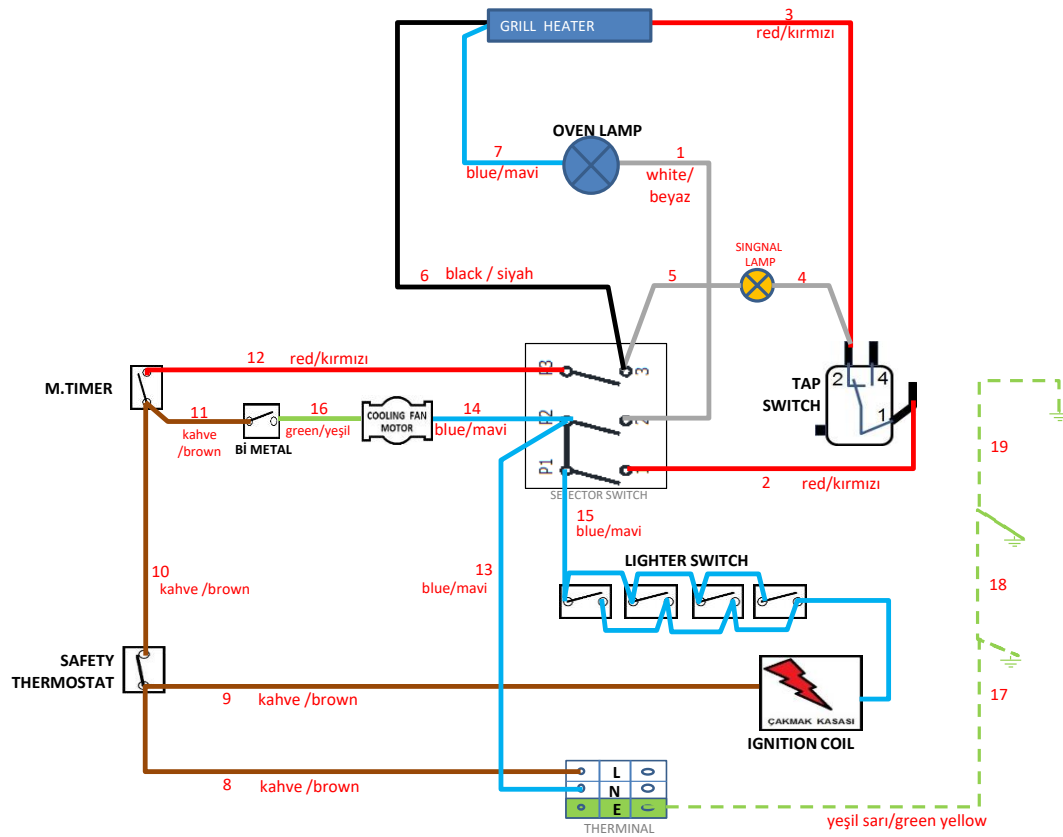 3
red/kırmızı
GRILL HEATER
OVEN LAMP
7
blue/mavi
1
white/
beyaz
SINGNAL
LAMP
6 black / siyah
5
4
12 red/kırmızı
P3
3
M.TIMER
2
4
TAP
SWITCH
1
11
kahve
/brown
Bİ METAL
16
green/yeşil
COOLING FAN
MOTOR
14
blue/mavi
P2
2
P1
1
SELECTOR SWITCH
2 red/kırmızı
19
15
blue/mavi
10
kahve /brown
13
blue/mavi
LIGHTER SWITCH
18
SAFETY
THERMOSTAT
9 kahve /brown
17
ÇAKMAK KASASI
IGNITION COIL
8 kahve /brown
L
N
E
THERMINAL
yeşil sarı/green yellow